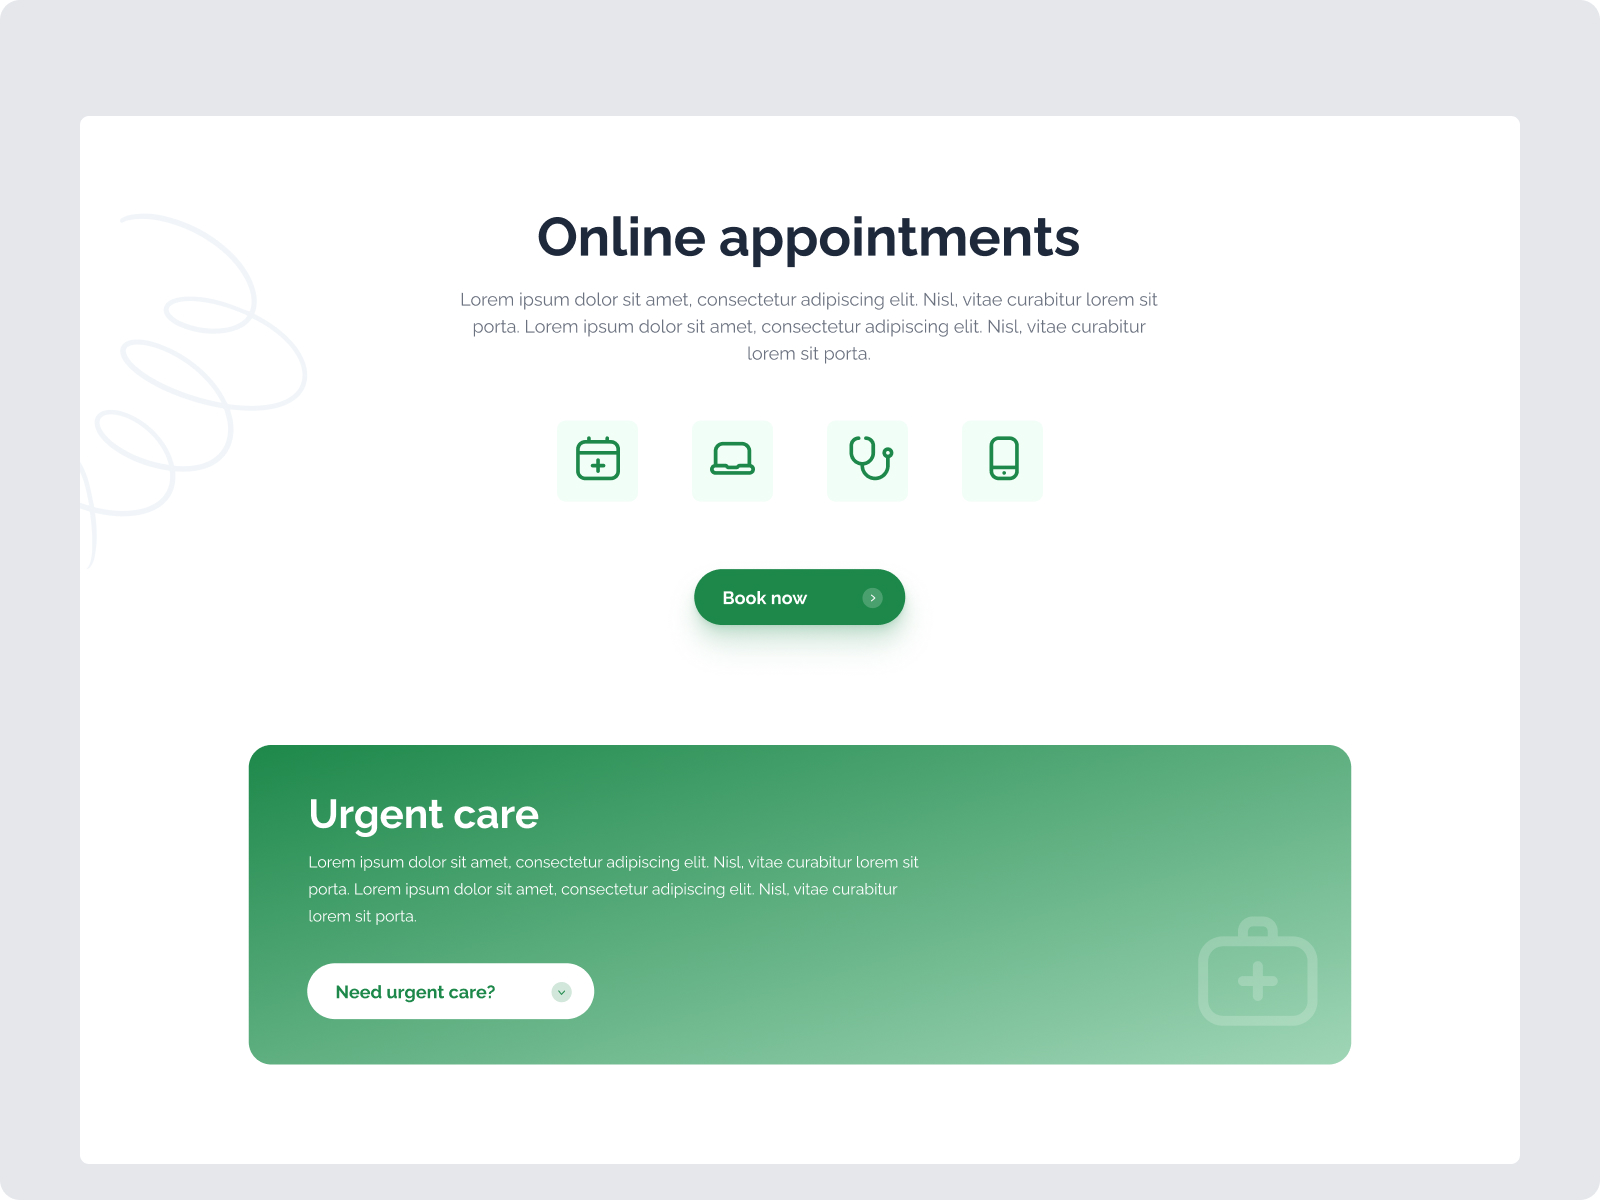 Online appointments
Lorem ipsum dolor sit amet, consectetur adipiscing elit. Nisl, vitae curabitur lorem sit
porta. Lorem ipsum dolor sit amet, consectetur adipiscing elit. Nisl, vitae curabitur
lorem sit porta.
Book now
Urgent care
Lorem ipsum dolor sit amet, consectetur adipiscing elit. Nisl, vitae curabitur lorem sit
porta. Lorem ipsum dolor sit amet, consectetur adipiscing elit. Nisl, vitae curabitur
lorem sit porta.
Need urgent care?